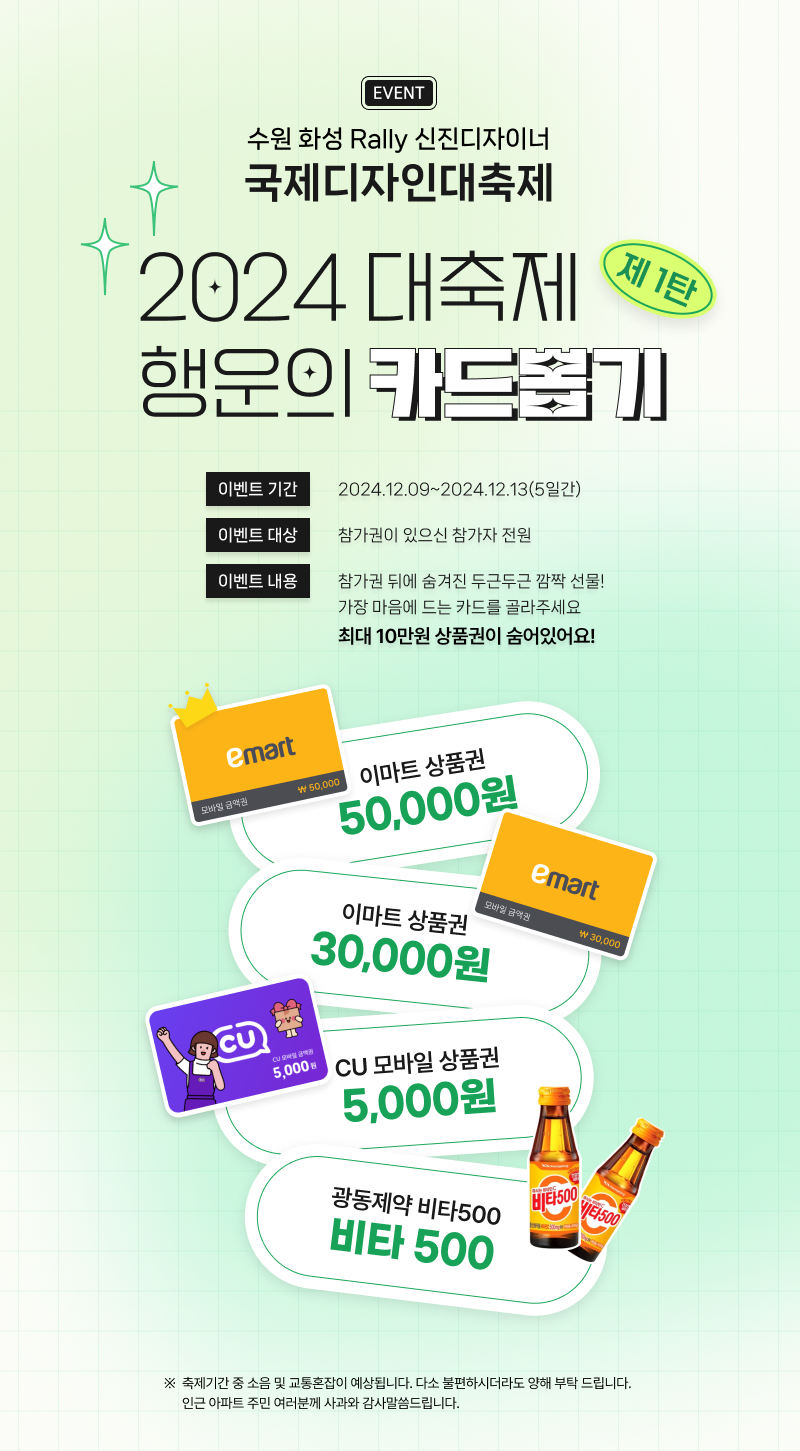 EVENT
수원 화성 Rally 신진디자이너
국제디자인대축제
2024 대축제
제 1탄
행운의 카드뽑기
이벤트 기간
2024.12.09~2024.12.13(5일간)
이벤트 대상
참가권이 있으신 참가자 전원
이벤트 내용
참가권 뒤에 숨겨진 두근두근 깜짝 선물!
가장 마음에 드는 카드를 골라주세요
최대 10만원 상품권이 숨어있어요!
emart
모바일 금액권
₩ 50,000
이마트 상품권
50,000원
emart
모바일 금액권
₩ 30,000
이마트 상품권
30,000원
CU
CU 모바일 금액권
5,000원
CU 모바일 상품권
5,000원
비타500
비타500
광동제약 비타500
비타 500
※ 축제기간 중 소음 및 교통혼잡이 예상됩니다. 다소 불편하시더라도 양해 부탁 드립니다.
인근 아파트 주민 여러분께 사과와 감사말씀드립니다.